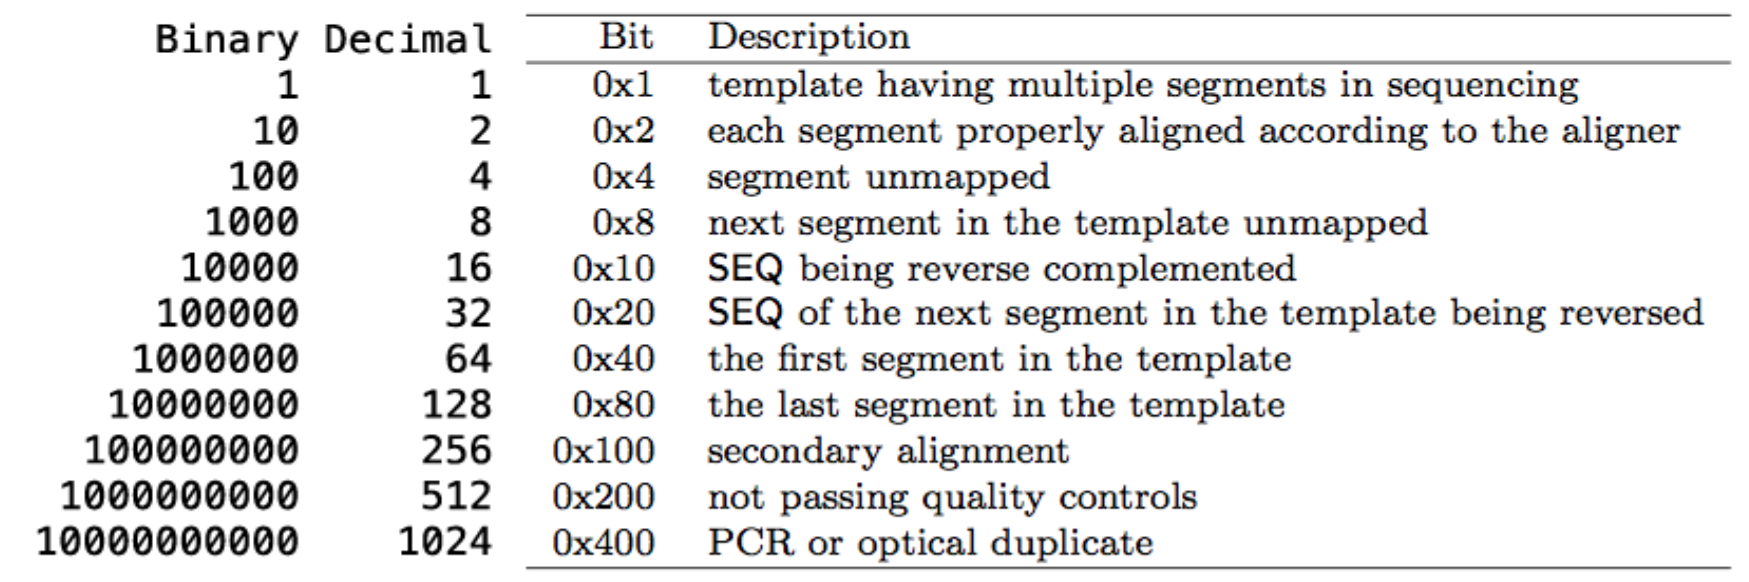 Binary Decimal Bit Description
1 1 0x1 template having multiple segments in sequencing
10 2 0x2 each segment properly aligned according to the aligner
100 4 0x4 segment unmapped
1000 8 0x8 next segment in the template unmapped
10000 16 0x10 SEQ being reverse complemented
100000 32 0x20 SEQ of the next segment in the template being reversed
1000000 64 0x40 the first segment in the template
10000000 128 0x80 the last segment in the template
100000000 256 0x100 secondary alignment
1000000000 512 0x200 not passing quality controls
10000000000 1024 0x400 PCR or optical duplicate